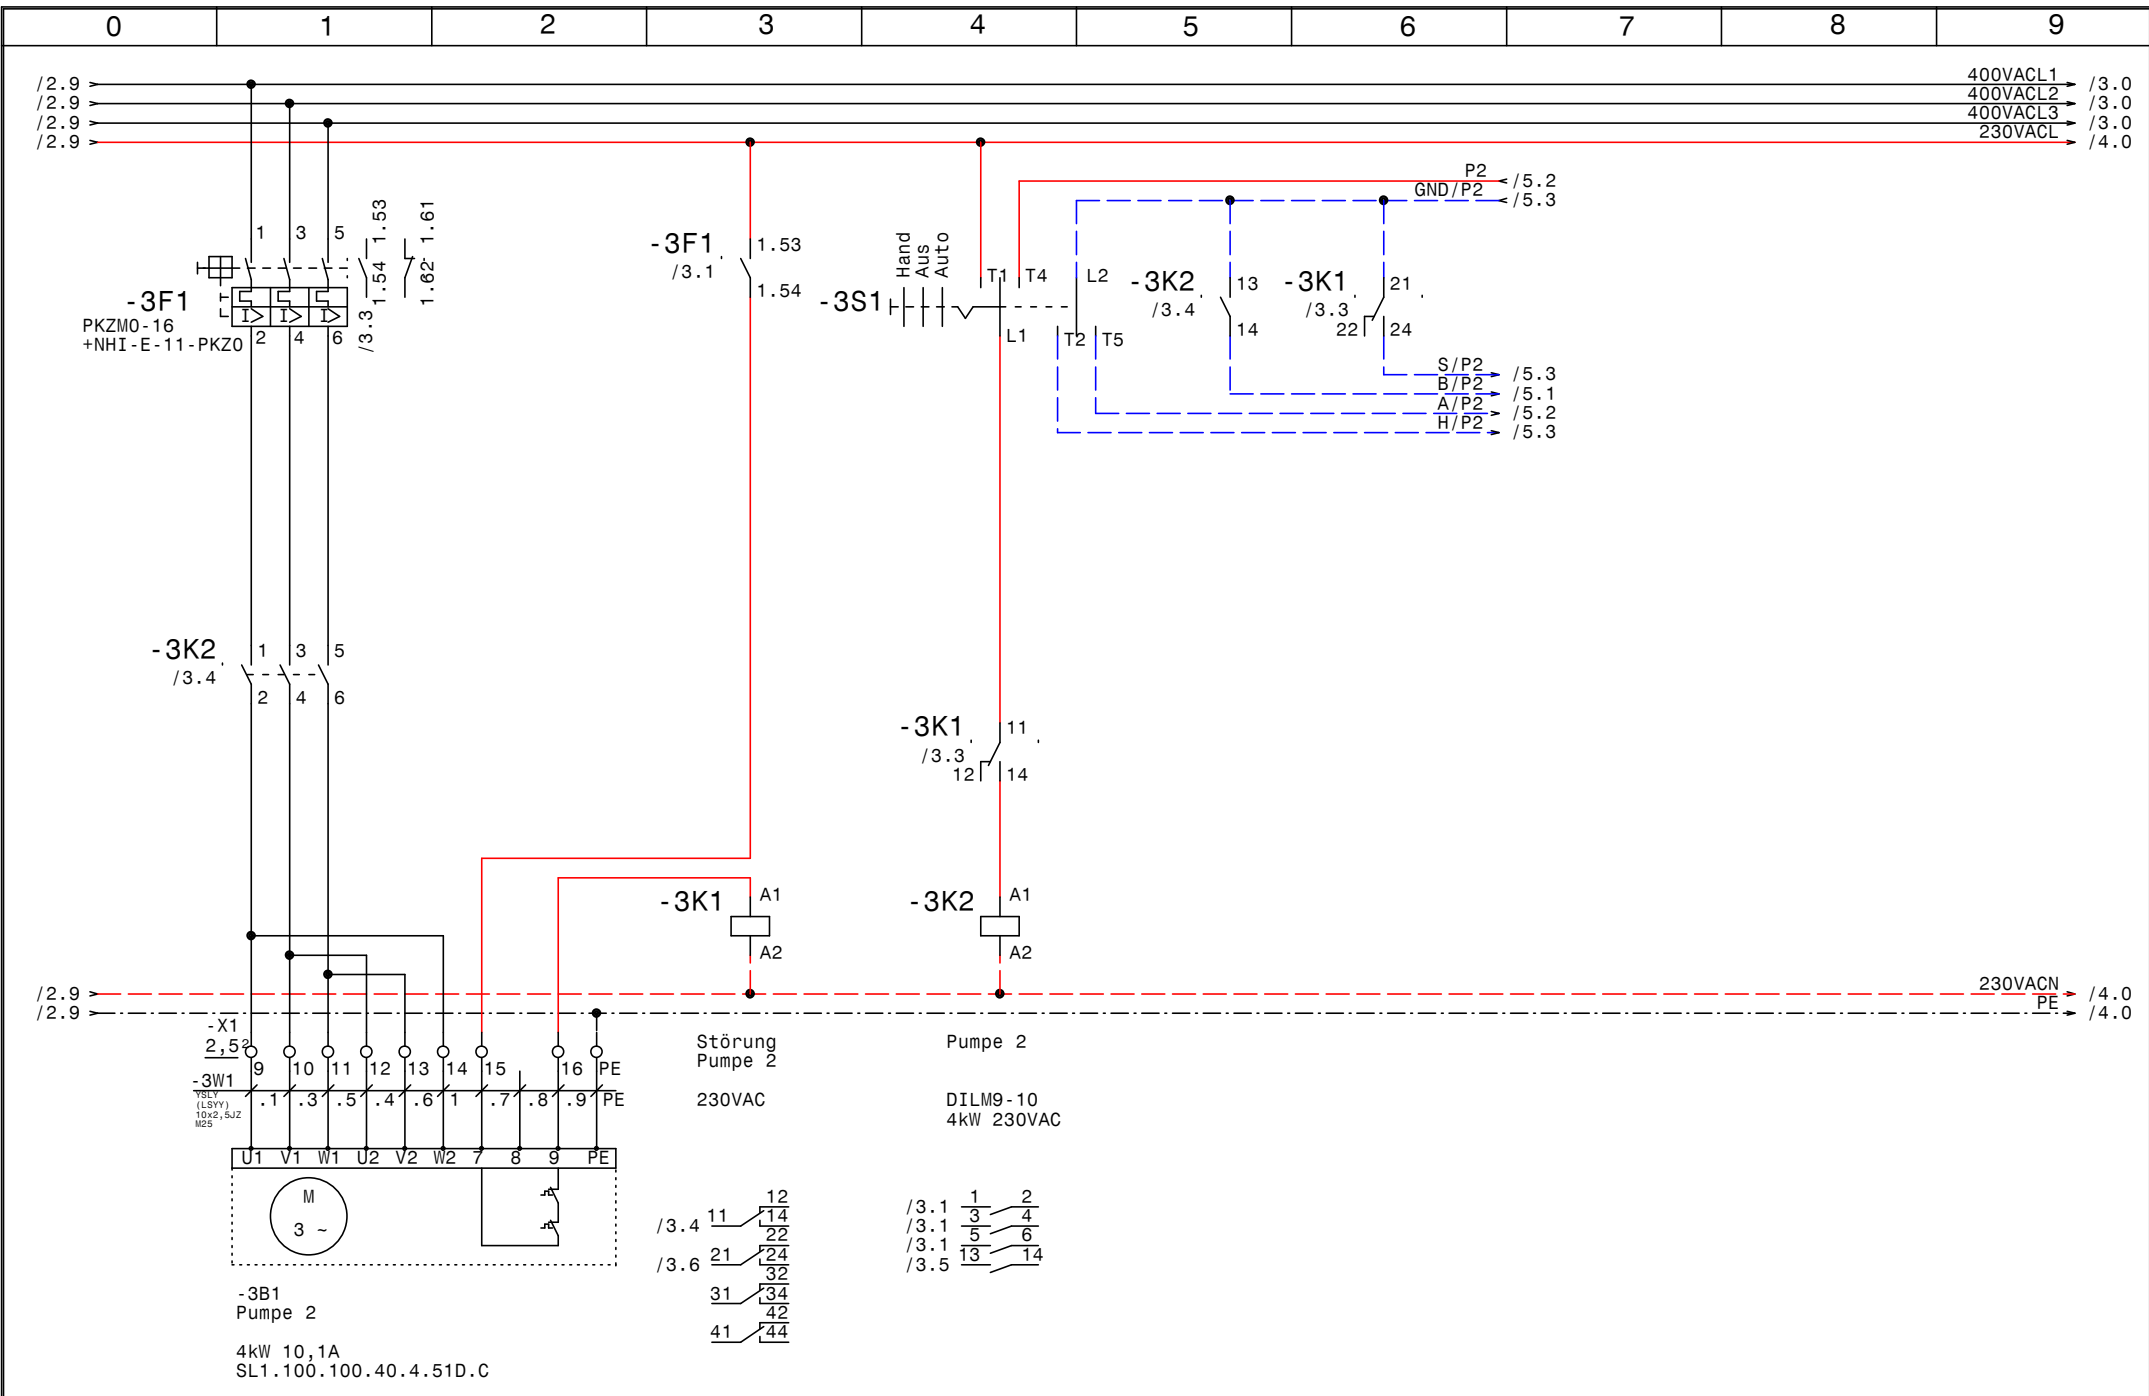 0 1 2 3 4 5 6 7 8 9
/2.9 400VACL1 /3.0
/2.9 400VACL2 /3.0
/2.9 400VACL3 /3.0
/2.9 230VACL /4.0
P2 /5.2
GND/P2 /5.3
1 3 5 1.53 1.61
1.54 1.62
/3.3
-3F1
PKZM0-16
+NHI-E-11-PKZ0
I> I> I>
2 4 6
-3F1
/3.1
1.53
1.54
Hand
Aus
Auto
-3S1
T1 T4 L2
L1 T2 T5
-3K2
/3.4
13
14
-3K1
/3.3
21
22 24
S/P2 /5.3
B/P2 /5.1
A/P2 /5.2
H/P2 /5.3
-3K2
/3.4
1 3 5
2 4 6
-3K1
/3.3
11
12 14
-3K1
A1
A2
-3K2
A1
A2
/2.9 230VACN /4.0
/2.9 PE /4.0
-X1
2,5²
9 10 11 12 13 14 15 16 PE
-3W1
YSLY
(LSYY)
10x2,5JZ
M25
.1 .3 .5 .4 .6 1 .7 .8 .9 PE
U1 V1 W1 U2 V2 W2 7 8 9 PE
M
3 ~
-3B1
Pumpe 2
4kW 10,1A
SL1.100.100.40.4.51D.C
Störung
Pumpe 2
230VAC
Pumpe 2
DILM9-10
4kW 230VAC
12
/3.4 11 14
22
/3.6 21 24
32
31 34
42
41 44
/3.1 1 2
/3.1 3 4
/3.1 5 6
/3.5 13 14